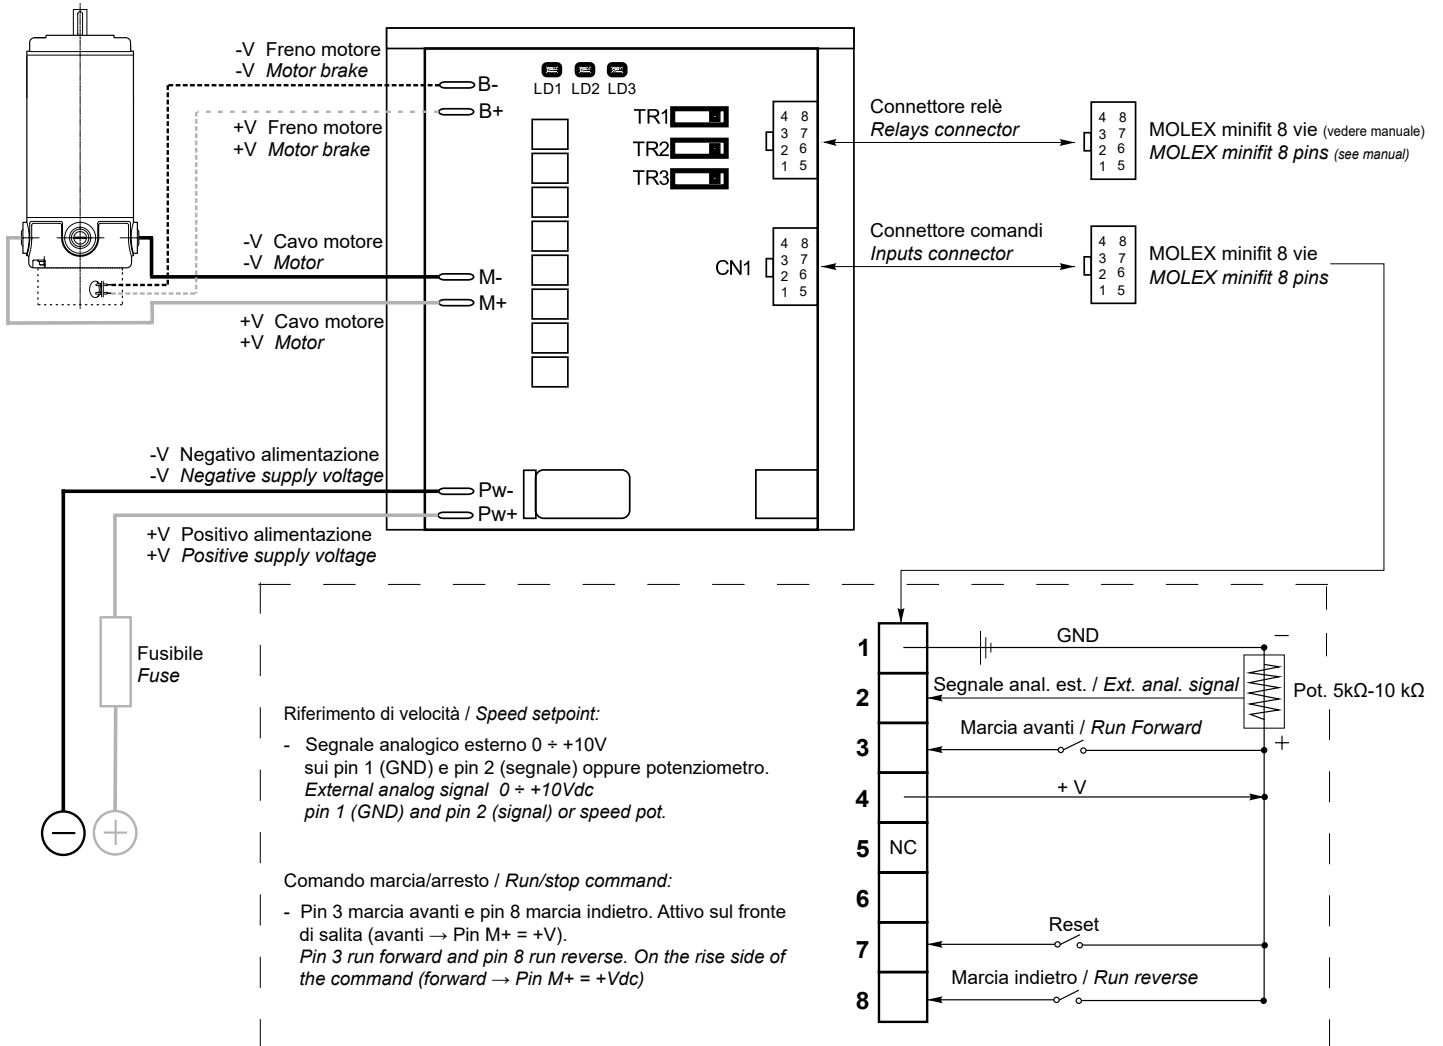 -V Freno motore
-V Motor brake
B-
B+
+V Freno motore
+V Motor brake
LD1 LD2 LD3
TR1
TR2
TR3
4 8
3 7
2 6
1 5
Connettore relè
Relays connector
4 8
3 7
2 6
1 5
MOLEX minifit 8 vie (vedere manuale)
MOLEX minifit 8 pins (see manual)
-V Cavo motore
-V Motor
M-
M+
+V Cavo motore
+V Motor
CN1
4 8
3 7
2 6
1 5
Connettore comandi
Inputs connector
4 8
3 7
2 6
1 5
MOLEX minifit 8 vie
MOLEX minifit 8 pins
-V Negativo alimentazione
-V Negative supply voltage
Pw-
Pw+
+V Positivo alimentazione
+V Positive supply voltage
Fusibile
Fuse
Riferimento di velocità / Speed setpoint:
- Segnale analogico esterno 0 ÷ +10V
sui pin 1 (GND) e pin 2 (segnale) oppure potenziometro.
External analog signal 0 ÷ +10Vdc
pin 1 (GND) and pin 2 (signal) or speed pot.
Comando marcia/arresto / Run/stop command:
- Pin 3 marcia avanti e pin 8 marcia indietro. Attivo sul fronte
di salita (avanti → Pin M+ = +V).
Pin 3 run forward and pin 8 run reverse. On the rise side of
the command (forward → Pin M+ = +Vdc)
1 GND −
2 Segnale anal. est. / Ext. anal. signal Pot. 5kΩ-10 kΩ
3 Marcia avanti / Run Forward +
4 + V
5 NC
6
7 Reset
8 Marcia indietro / Run reverse